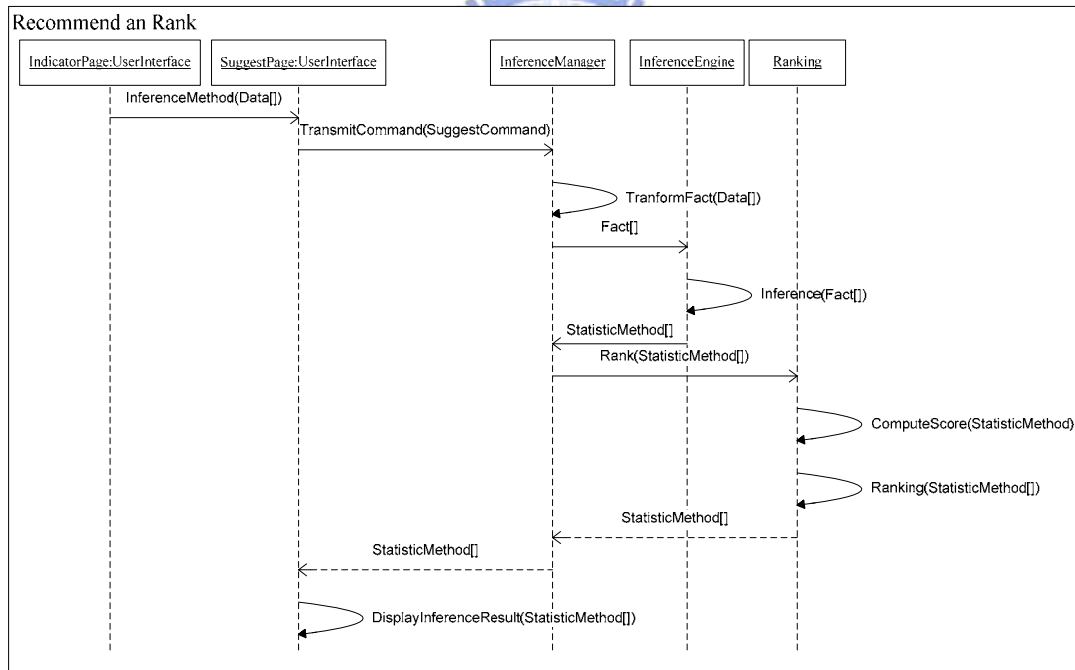 Recommend an Rank
IndicatorPage:UserInterface
SuggestPage:UserInterface
InferenceManager
InferenceEngine
Ranking
InferenceMethod(Data[])
TransmitCommand(SuggestCommand)
TranformFact(Data[])
Fact[]
Inference(Fact[])
StatisticMethod[]
Rank(StatisticMethod[])
ComputeScore(StatisticMethod)
Ranking(StatisticMethod[])
StatisticMethod[]
StatisticMethod[]
DisplayInferenceResult(StatisticMethod[])